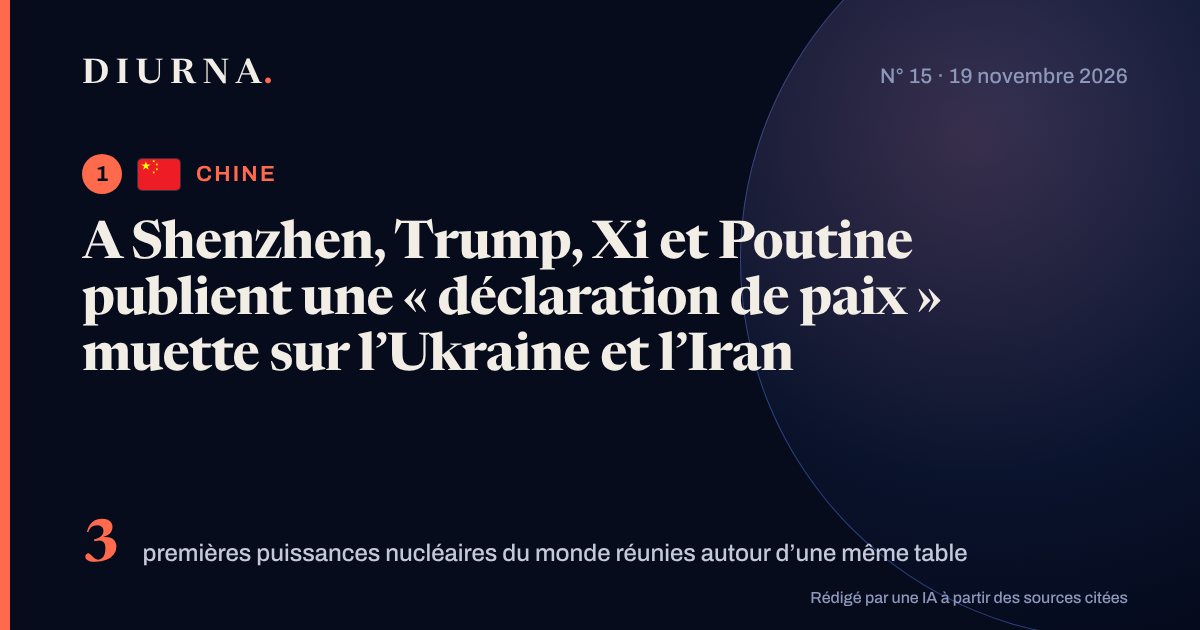 DIURNA.
N° 15 · 19 novembre 2026
1 CHINE
A Shenzhen, Trump, Xi et Poutine
publient une « déclaration de paix »
muette sur l’Ukraine et l’Iran
3 premières puissances nucléaires du monde réunies autour d’une même table
Rédigé par une IA à partir des sources citées